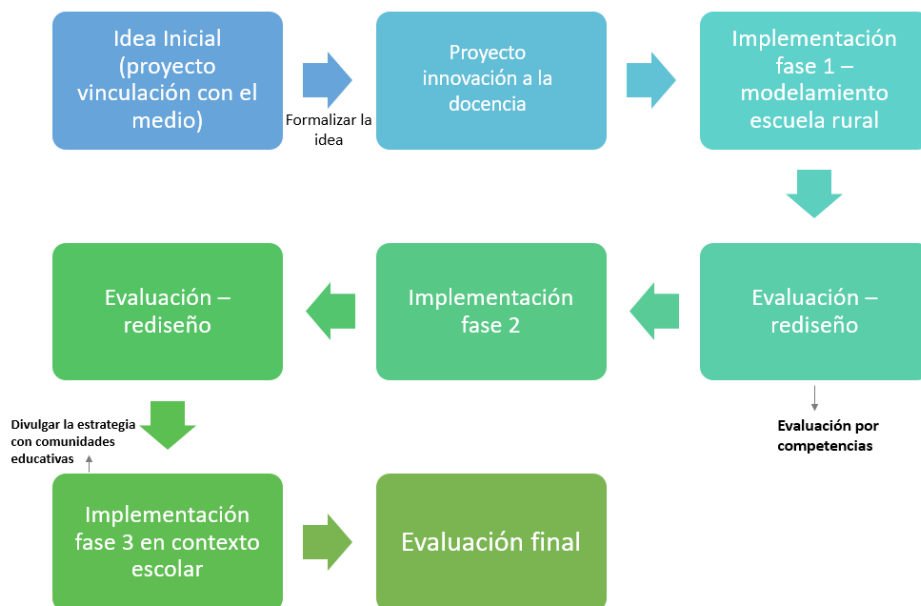 Idea Inicial
(proyecto
vinculación con el
medio)
Formalizar la
idea
Proyecto
innovación a la
docencia
Implementación
fase 1 –
modelamiento
escuela rural
Evaluación –
rediseño
Evaluación por
competencias
Implementación
fase 2
Evaluación –
rediseño
Divulgar la estrategia
con comunidades
educativas
Implementación
fase 3 en contexto
escolar
Evaluación final